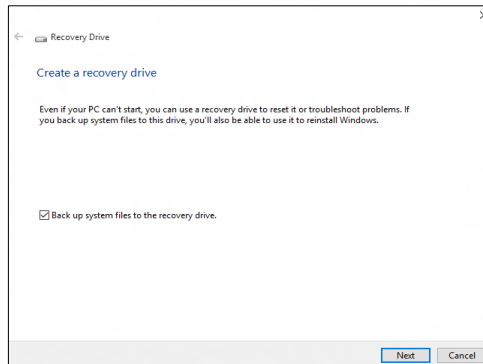 Recovery Drive
Create a recovery drive
Even if your PC can't start, you can use a recovery drive to reset it or troubleshoot problems. If
you back up system files to this drive, you'll also be able to use it to reinstall Windows.
Back up system files to the recovery drive.
Next Cancel